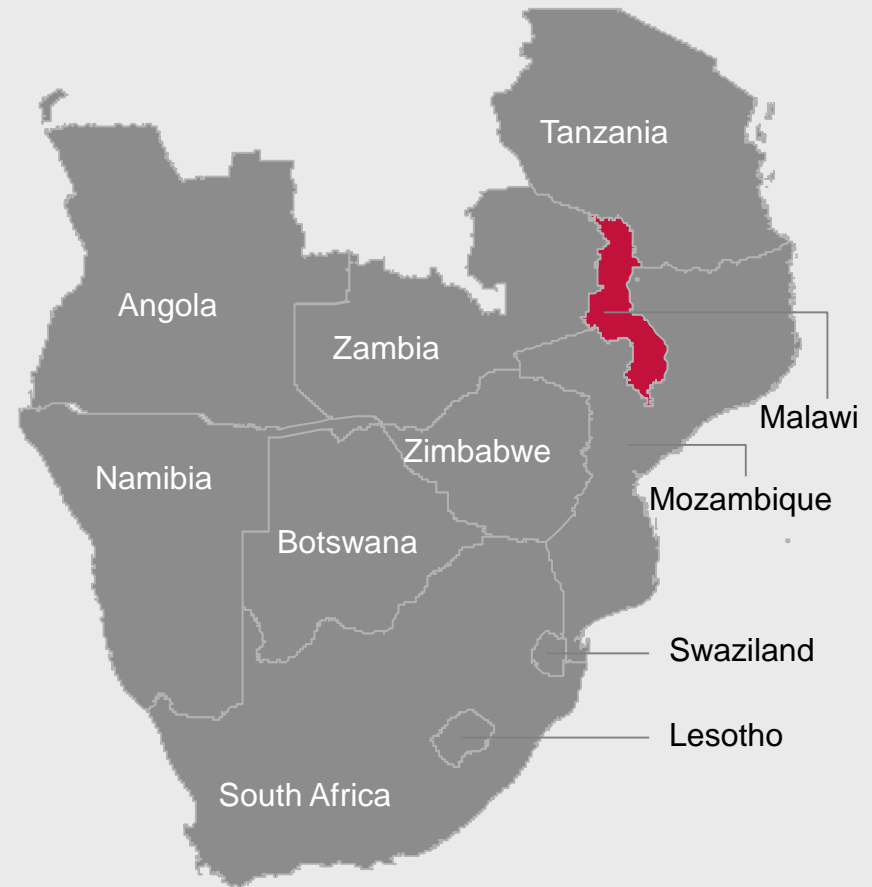 Tanzania
Angola
Zambia
Malawi
Zimbabwe
Namibia
Mozambique
Botswana
Swaziland
Lesotho
South Africa